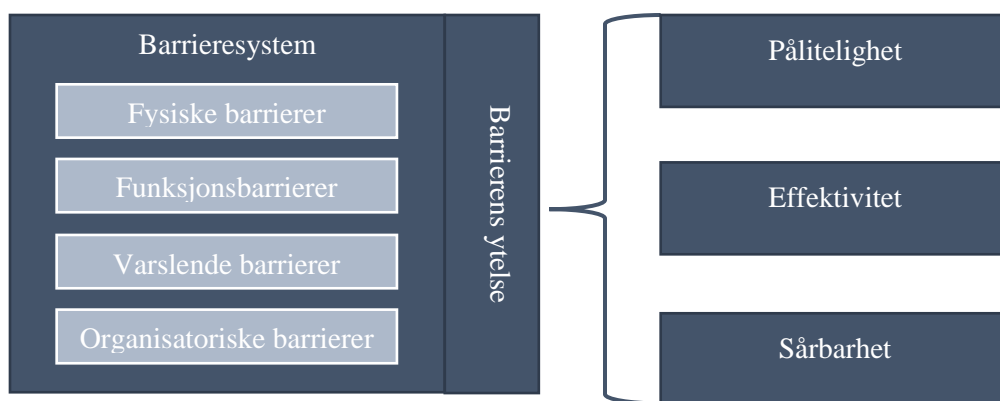 Barrieresystem
Fysiske barrierer
Funksjonsbarrierer
Varslende barrierer
Organisatoriske barrierer
Barrierens ytelse
Pålitelighet
Effektivitet
Sårbarhet